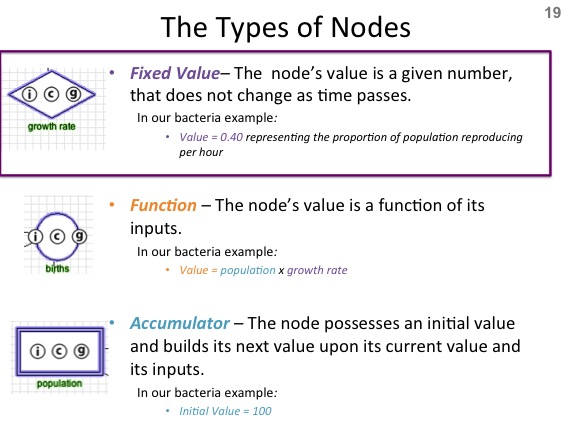 19
The Types of Nodes
i c g
growth rate
• Fixed Value– The node's value is a given number,
that does not change as time passes.
In our bacteria example:
• Value = 0.40 representing the proportion of population reproducing
per hour
i c g
births
• Function – The node's value is a function of its
inputs.
In our bacteria example:
• Value = population x growth rate
i c g
population
• Accumulator – The node possesses an initial value
and builds its next value upon its current value and
its inputs.
In our bacteria example:
• Initial Value = 100